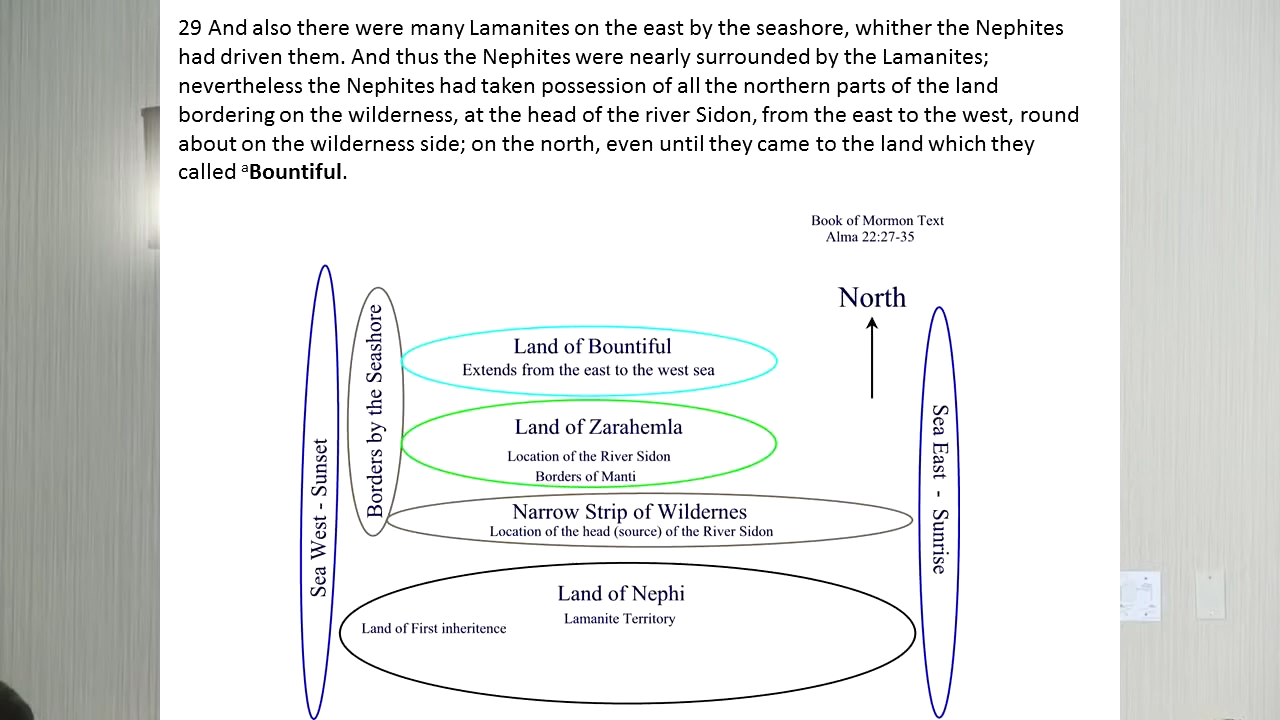 29 And also there were many Lamanites on the east by the seashore, whither the Nephites
had driven them. And thus the Nephites were nearly surrounded by the Lamanites;
nevertheless the Nephites had taken possession of all the northern parts of the land
bordering on the wilderness, at the head of the river Sidon, from the east to the west, round
about on the wilderness side; on the north, even until they came to the land which they
called ᵃBountiful.
Book of Mormon Text
Alma 22:27-35
North
Sea West - Sunset
Borders by the Seashore
Land of Bountiful
Extends from the east to the west sea
Land of Zarahemla
Location of the River Sidon
Borders of Manti
Narrow Strip of Wildernes
Location of the head (source) of the River Sidon
Land of Nephi
Lamanite Territory
Land of First inheritence
Sea East - Sunrise